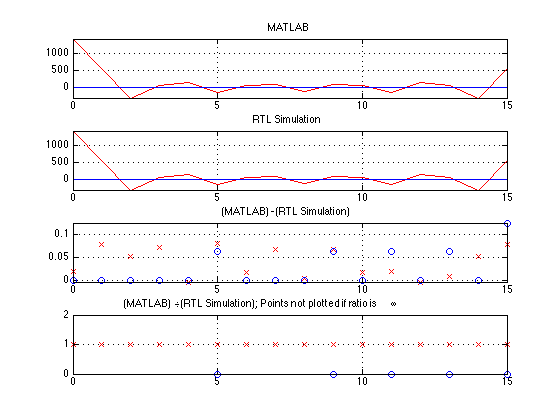 MATLAB
1000
500
0
0 5 10 15
RTL Simulation
1000
500
0
0 5 10 15
(MATLAB) -(RTL Simulation)
0.1
0.05
0
0 5 10 15
(MATLAB) ÷(RTL Simulation); Points not plotted if ratio is ∞
2
1
0
0 5 10 15